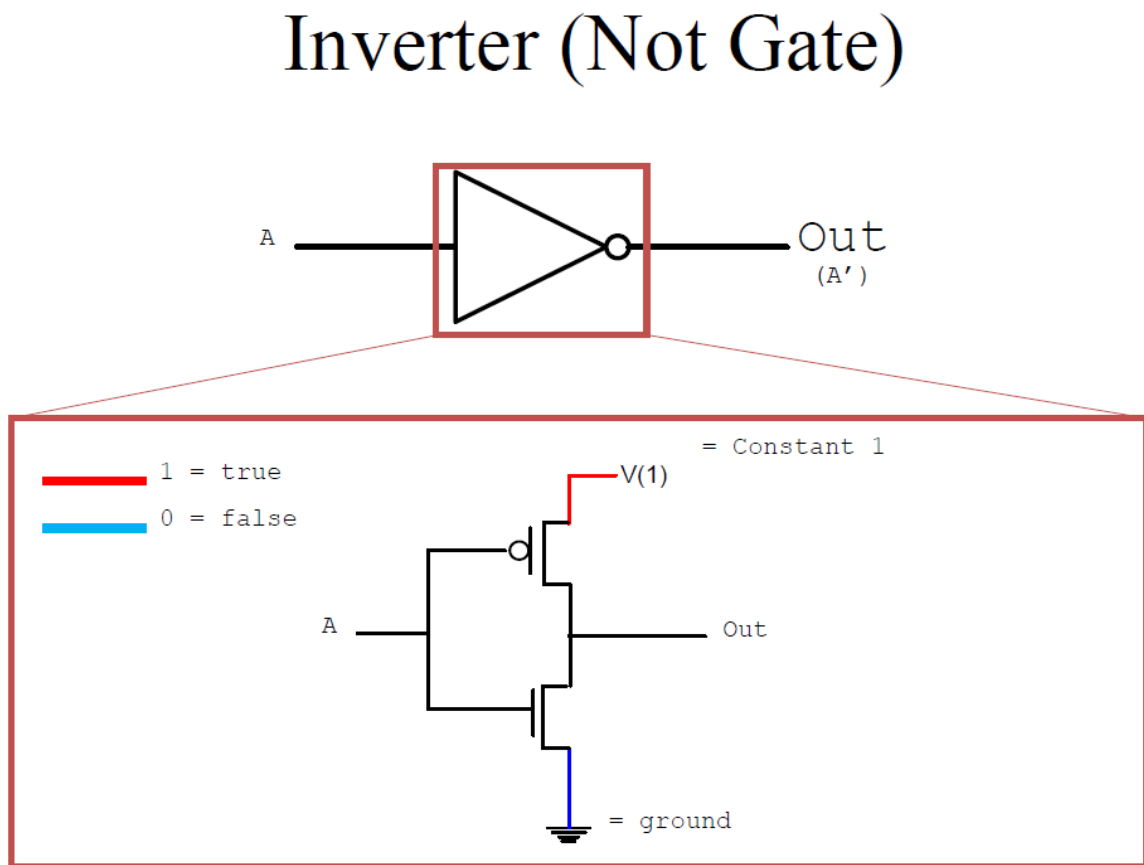 Inverter (Not Gate)
A
Out
(A’)
= Constant 1
1 = true
V(1)
0 = false
A
Out
= ground